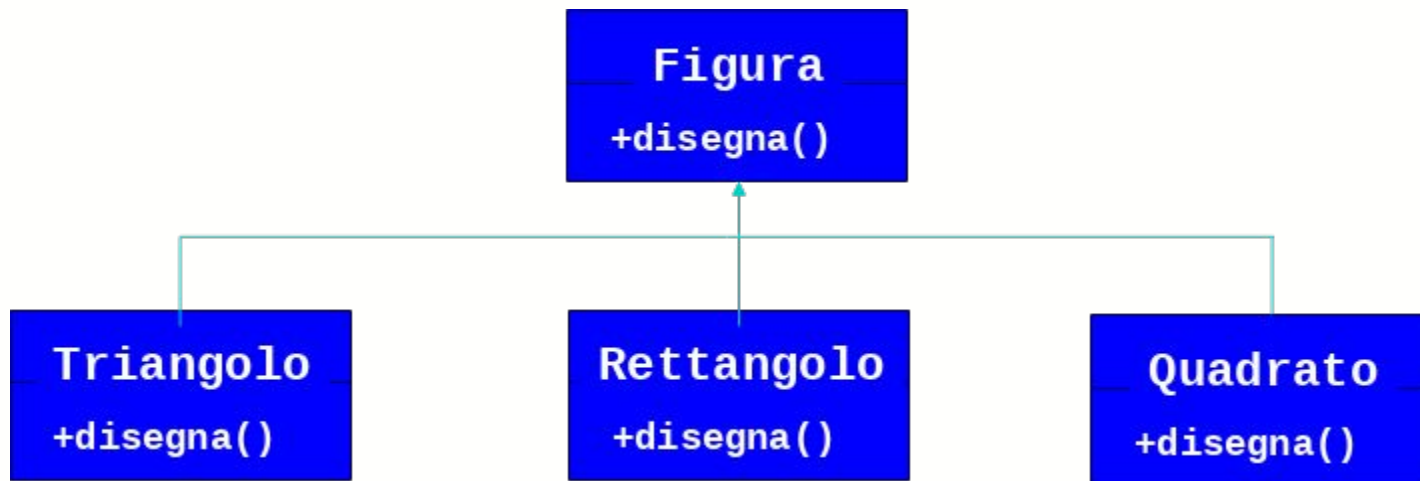 Figura
+disegna()
Triangolo
+disegna()
Rettangolo
+disegna()
Quadrato
+disegna()